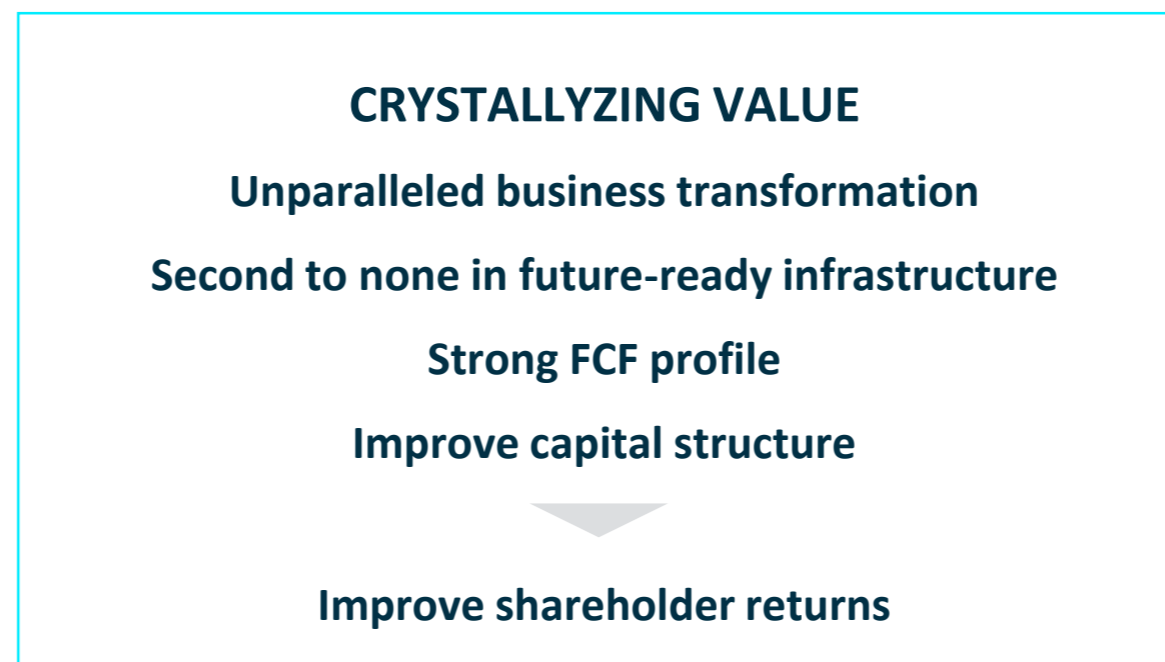 CRYSTALLYZING VALUE
Unparalleled business transformation
Second to none in future-ready infrastructure
Strong FCF profile
Improve capital structure
Improve shareholder returns